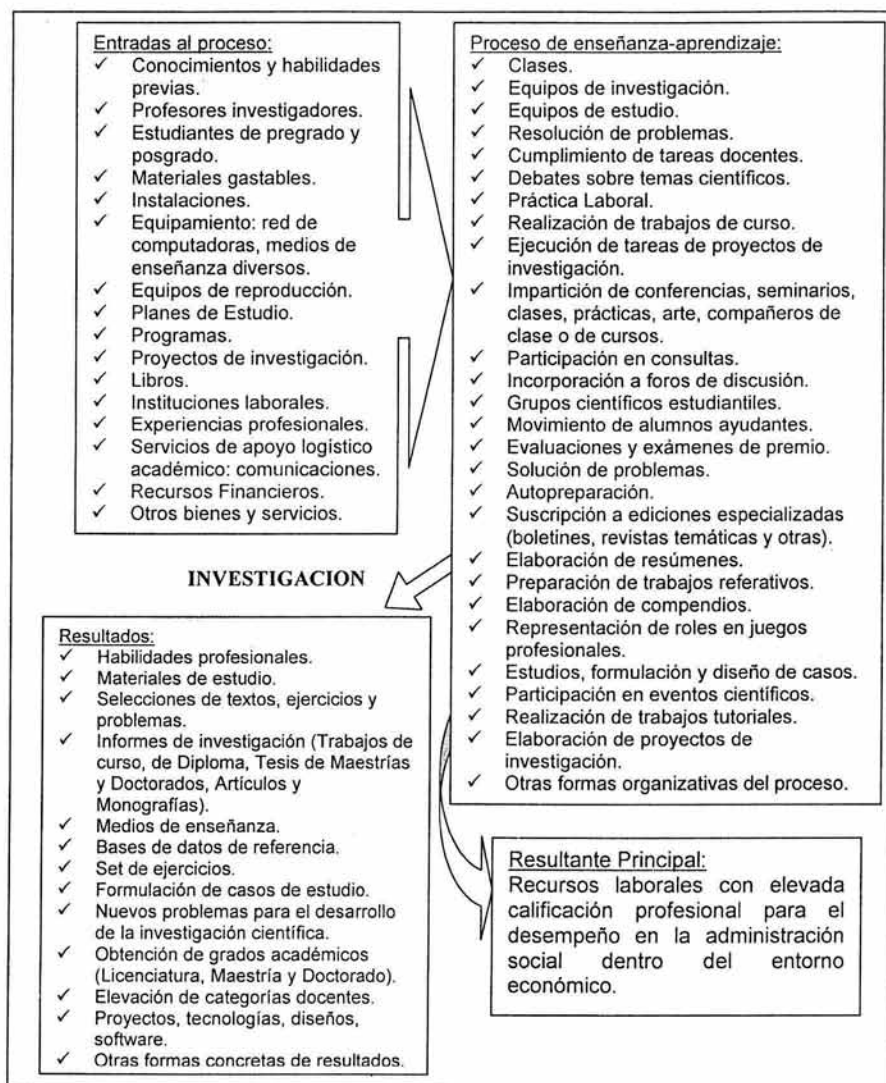 Entradas al proceso:
✓ Conocimientos y habilidades
previas.
✓ Profesores investigadores.
✓ Estudiantes de pregrado y
posgrado.
✓ Materiales gastables.
✓ Instalaciones.
✓ Equipamiento: red de
computadoras, medios de
enseñanza diversos.
✓ Equipos de reproducción.
✓ Planes de Estudio.
✓ Programas.
✓ Proyectos de investigación.
✓ Libros.
✓ Instituciones laborales.
✓ Experiencias profesionales.
✓ Servicios de apoyo logístico
académico: comunicaciones.
✓ Recursos Financieros.
✓ Otros bienes y servicios.
Proceso de enseñanza-aprendizaje:
✓ Clases.
✓ Equipos de investigación.
✓ Equipos de estudio.
✓ Resolución de problemas.
✓ Cumplimiento de tareas docentes.
✓ Debates sobre temas científicos.
✓ Práctica Laboral.
✓ Realización de trabajos de curso.
✓ Ejecución de tareas de proyectos de
investigación.
✓ Impartición de conferencias, seminarios,
clases, prácticas, arte, compañeros de
clase o de cursos.
✓ Participación en consultas.
✓ Incorporación a foros de discusión.
✓ Grupos científicos estudiantiles.
✓ Movimiento de alumnos ayudantes.
✓ Evaluaciones y exámenes de premio.
✓ Solución de problemas.
✓ Autopreparación.
✓ Suscripción a ediciones especializadas
(boletines, revistas temáticas y otras).
✓ Elaboración de resúmenes.
✓ Preparación de trabajos referativos.
✓ Elaboración de compendios.
✓ Representación de roles en juegos
profesionales.
✓ Estudios, formulación y diseño de casos.
✓ Participación en eventos científicos.
✓ Realización de trabajos tutoriales.
✓ Elaboración de proyectos de
investigación.
✓ Otras formas organizativas del proceso.
INVESTIGACION
Resultados:
✓ Habilidades profesionales.
✓ Materiales de estudio.
✓ Selecciones de textos, ejercicios y
problemas.
✓ Informes de investigación (Trabajos de
curso, de Diploma, Tesis de Maestrías
y Doctorados, Artículos y
Monografías).
✓ Medios de enseñanza.
✓ Bases de datos de referencia.
✓ Set de ejercicios.
✓ Formulación de casos de estudio.
✓ Nuevos problemas para el desarrollo
de la investigación científica.
✓ Obtención de grados académicos
(Licenciatura, Maestría y Doctorado).
✓ Elevación de categorías docentes.
✓ Proyectos, tecnologías, diseños,
software.
✓ Otras formas concretas de resultados.
Resultante Principal:
Recursos laborales con elevada
calificación profesional para el
desempeño en la administración
social dentro del entorno
económico.